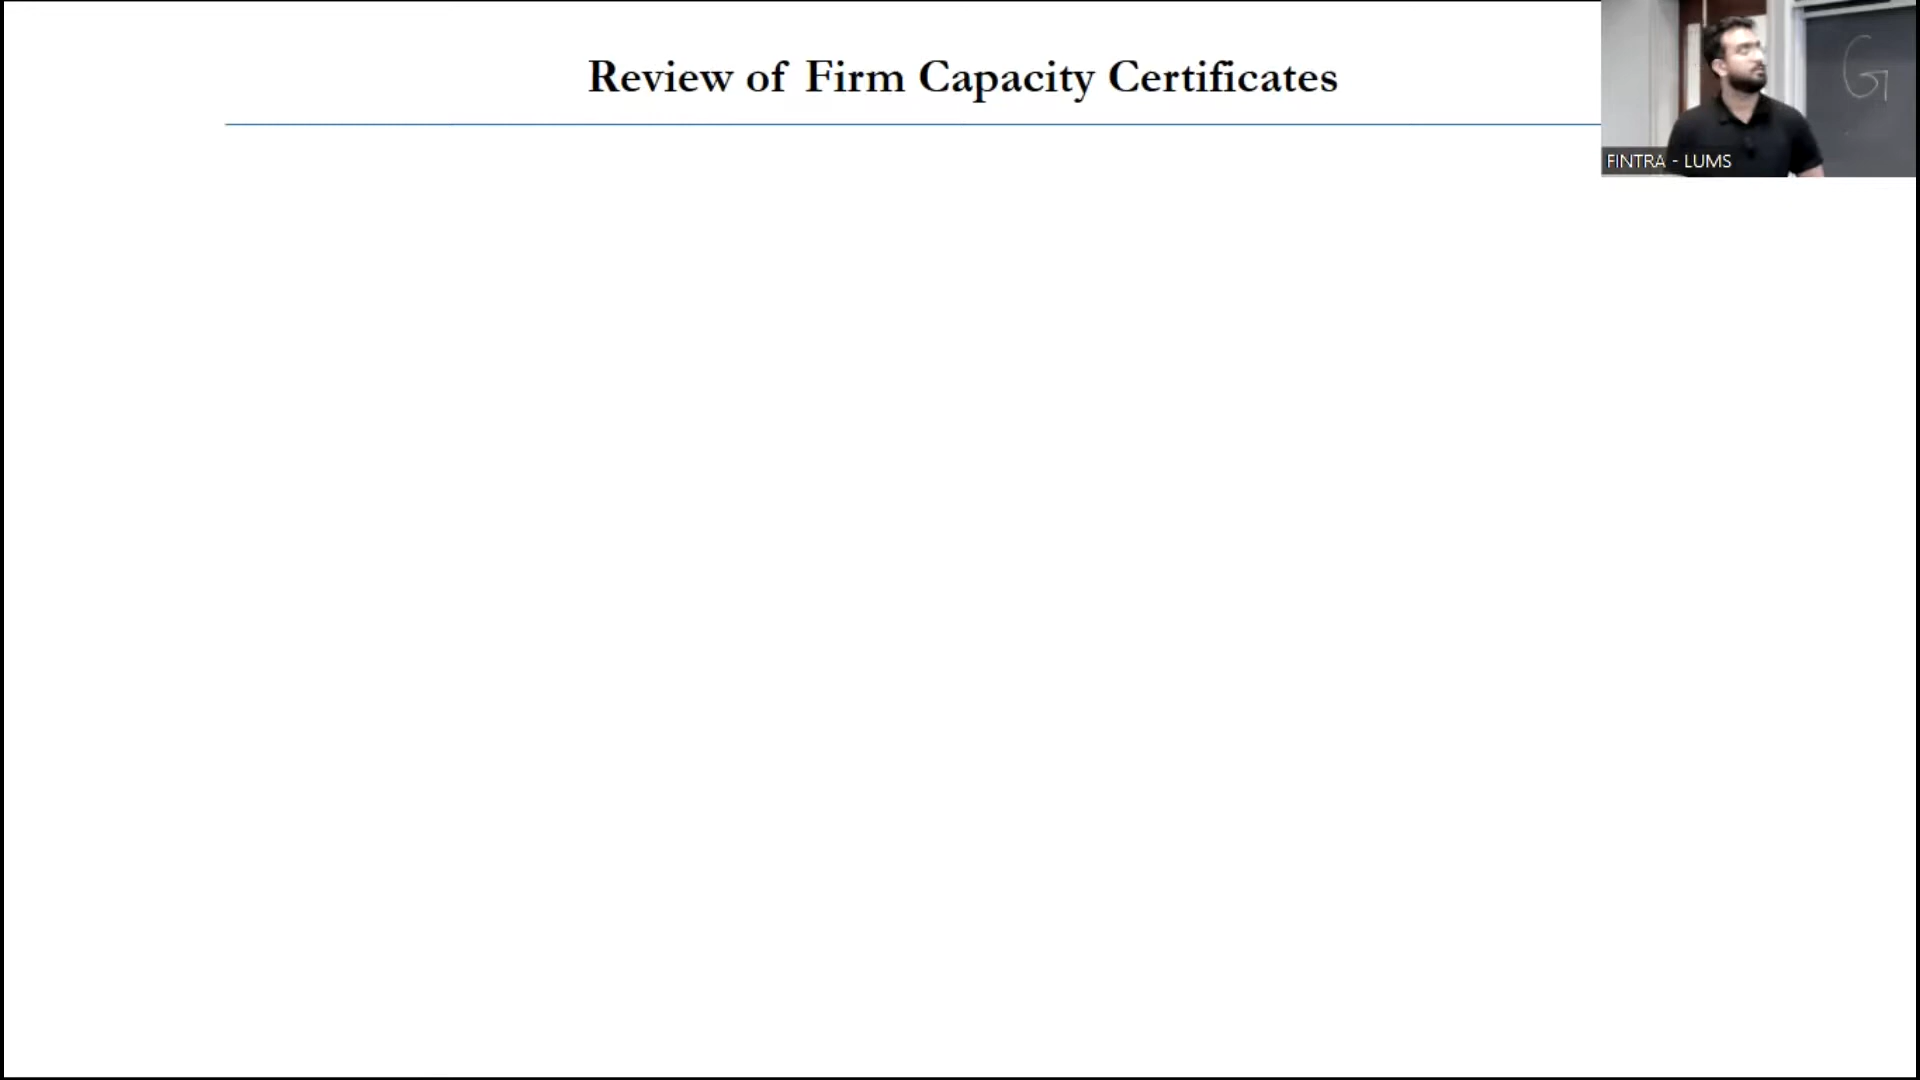 Review of Firm Capacity Certificates
G
FINTRA - LUMS